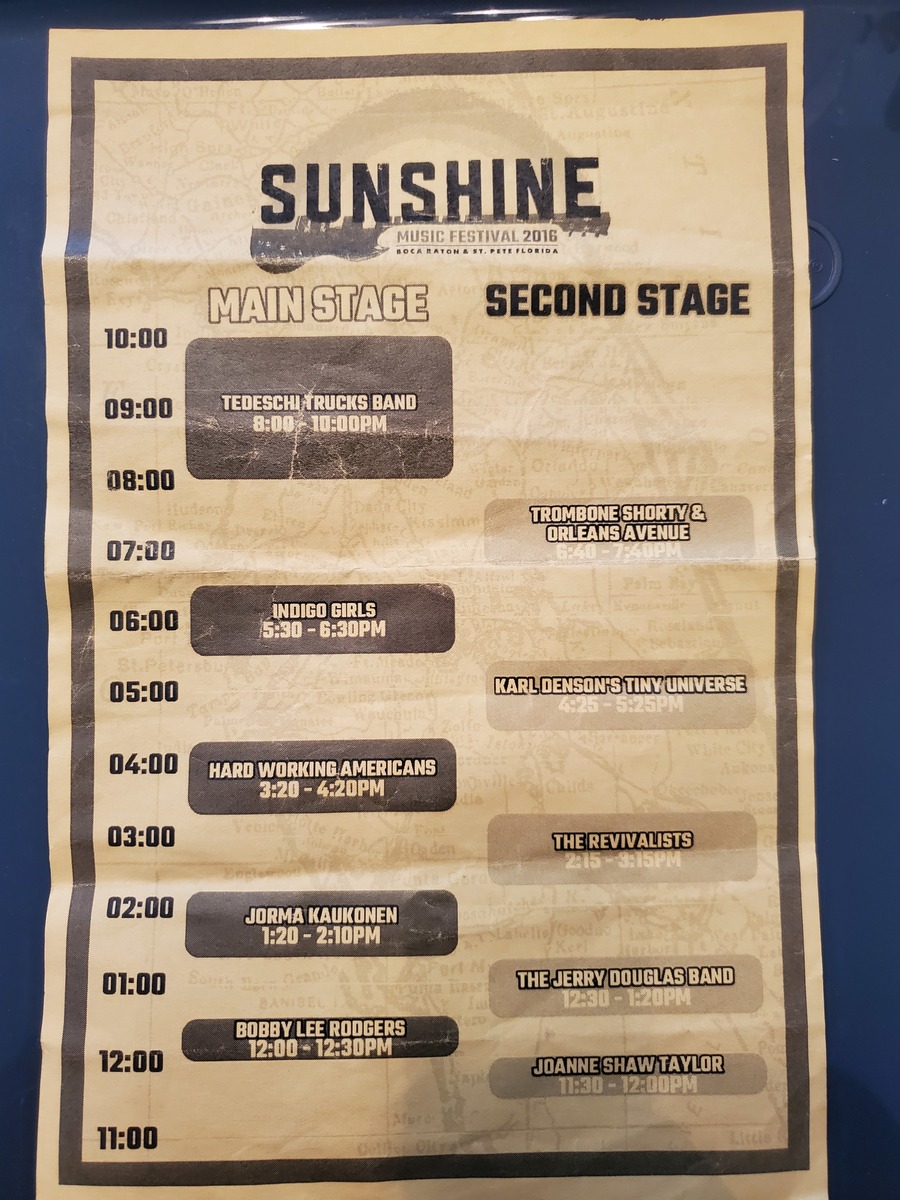 SUNSHINE
MUSIC FESTIVAL 2016
BOCA RATON & ST. PETE FLORIDA
MAIN STAGE
SECOND STAGE
10:00
TEDESCHI TRUCKS BAND
8:00 - 10:00PM
09:00
08:00
TROMBONE SHORTY &
ORLEANS AVENUE
6:40 - 7:40PM
07:00
INDIGO GIRLS
5:30 - 6:30PM
06:00
KARL DENSON'S TINY UNIVERSE
4:25 - 5:25PM
05:00
04:00
HARD WORKING AMERICANS
3:20 - 4:20PM
THE REVIVALISTS
2:15 - 3:15PM
03:00
02:00
JORMA KAUKONEN
1:20 - 2:10PM
THE JERRY DOUGLAS BAND
12:30 - 1:20PM
01:00
BOBBY LEE RODGERS
12:00 - 12:30PM
12:00
JOANNE SHAW TAYLOR
11:30 - 12:00PM
11:00